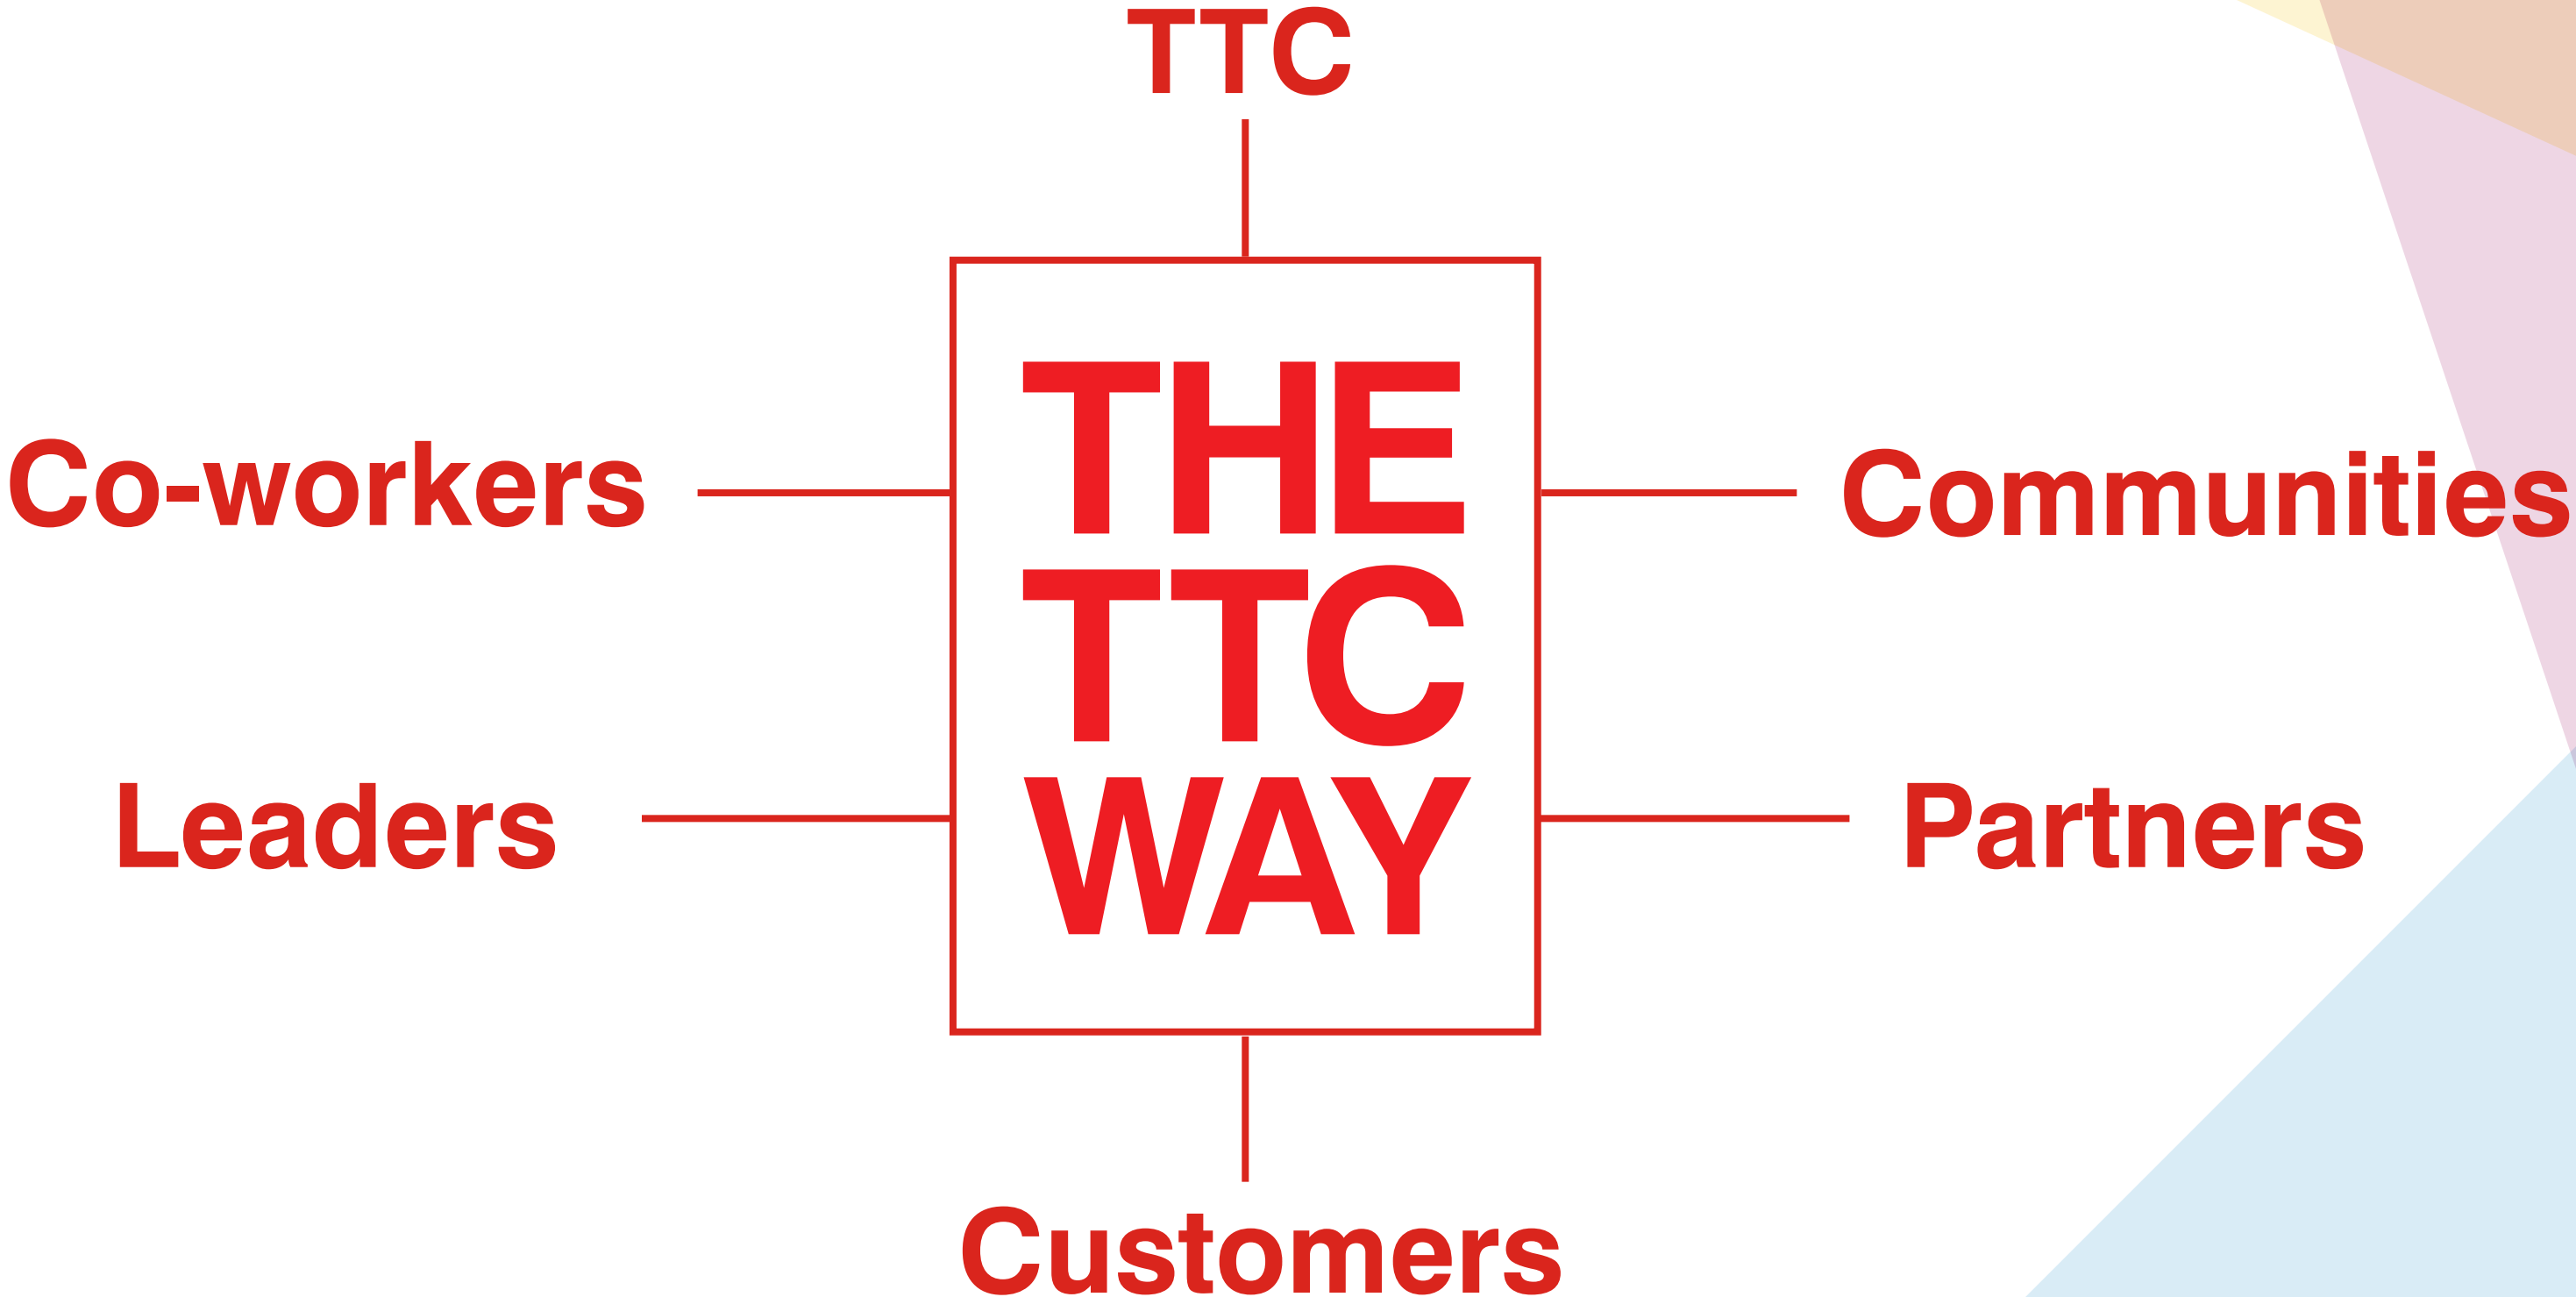 TTC
Co-workers
Communities
THE
TTC
WAY
Leaders
Partners
Customers